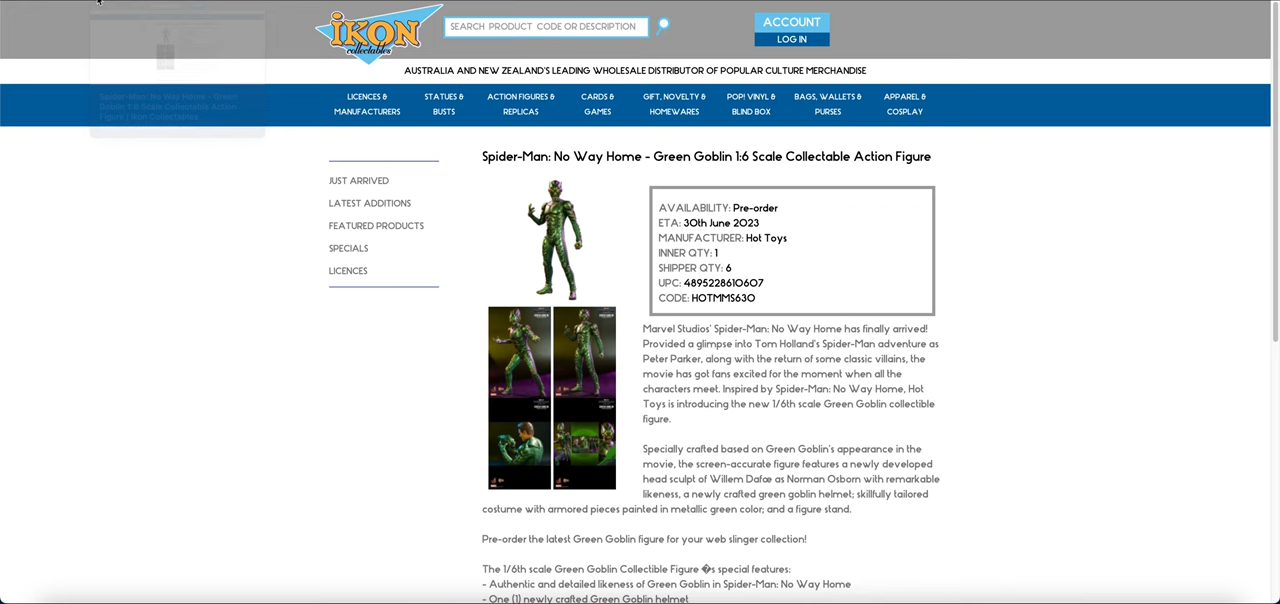 iKON
collectables
SEARCH PRODUCT CODE OR DESCRIPTION
ACCOUNT
LOG IN
AUSTRALIA AND NEW ZEALAND'S LEADING WHOLESALE DISTRIBUTOR OF POPULAR CULTURE MERCHANDISE
LICENCES &
MANUFACTURERS
STATUES &
BUSTS
ACTION FIGURES &
REPLICAS
CARDS &
GAMES
GIFT, NOVELTY &
HOMEWARES
POP! VINYL &
BLIND BOX
BAGS, WALLETS &
PURSES
APPAREL &
COSPLAY
Spider-Man: No Way Home - Green
Goblin 1:6 Scale Collectable Action
Figure | Ikon Collectables
JUST ARRIVED
LATEST ADDITIONS
FEATURED PRODUCTS
SPECIALS
LICENCES
Spider-Man: No Way Home - Green Goblin 1:6 Scale Collectable Action Figure
AVAILABILITY: Pre-order
ETA: 30th June 2023
MANUFACTURER: Hot Toys
INNER QTY: 1
SHIPPER QTY: 6
UPC: 4895228610607
CODE: HOTMMS630
Marvel Studios' Spider-Man: No Way Home has finally arrived!
Provided a glimpse into Tom Holland's Spider-Man adventure as
Peter Parker, along with the return of some classic villains, the
movie has got fans excited for the moment when all the
characters meet. Inspired by Spider-Man: No Way Home, Hot
Toys is introducing the new 1/6th scale Green Goblin collectible
figure.
Specially crafted based on Green Goblin's appearance in the
movie, the screen-accurate figure features a newly developed
head sculpt of Willem Dafoe as Norman Osborn with remarkable
likeness, a newly crafted green goblin helmet; skillfully tailored
costume with armored pieces painted in metallic green color; and a figure stand.
Pre-order the latest Green Goblin figure for your web slinger collection!
The 1/6th scale Green Goblin Collectible Figure �s special features:
- Authentic and detailed likeness of Green Goblin in Spider-Man: No Way Home
- One (1) newly crafted Green Goblin helmet